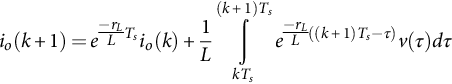 i_o(k+1) = e^{\frac{-r_L}{L}T_s} i_o(k) + \frac{1}{L} \int_{kT_s}^{(k+1)T_s} e^{\frac{-r_L}{L}((k+1)T_s-\tau)} v(\tau)d\tau